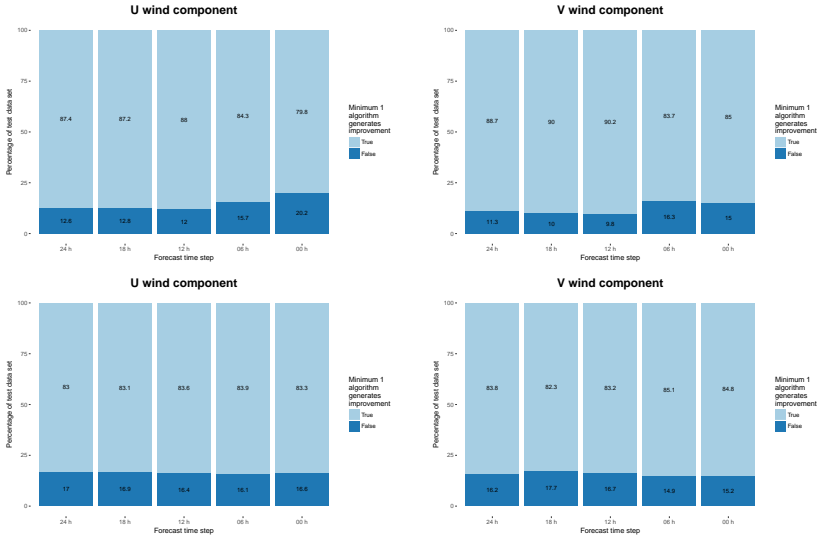 U wind component
Percentage of test data set
100
75
50
25
0
87.4
87.2
88
84.3
79.8
12.6
12.8
12
15.7
20.2
24 h
18 h
12 h
06 h
00 h
Forecast time step
Minimum 1
algorithm
generates
improvement
True
False
V wind component
Percentage of test data set
100
75
50
25
0
88.7
90
90.2
83.7
85
11.3
10
9.8
16.3
15
24 h
18 h
12 h
06 h
00 h
Forecast time step
Minimum 1
algorithm
generates
improvement
True
False
U wind component
Percentage of test data set
100
75
50
25
0
83
83.1
83.6
83.9
83.3
17
16.9
16.4
16.1
16.6
24 h
18 h
12 h
06 h
00 h
Forecast time step
Minimum 1
algorithm
generates
improvement
True
False
V wind component
Percentage of test data set
100
75
50
25
0
83.8
82.3
83.2
85.1
84.8
16.2
17.7
16.7
14.9
15.2
24 h
18 h
12 h
06 h
00 h
Forecast time step
Minimum 1
algorithm
generates
improvement
True
False